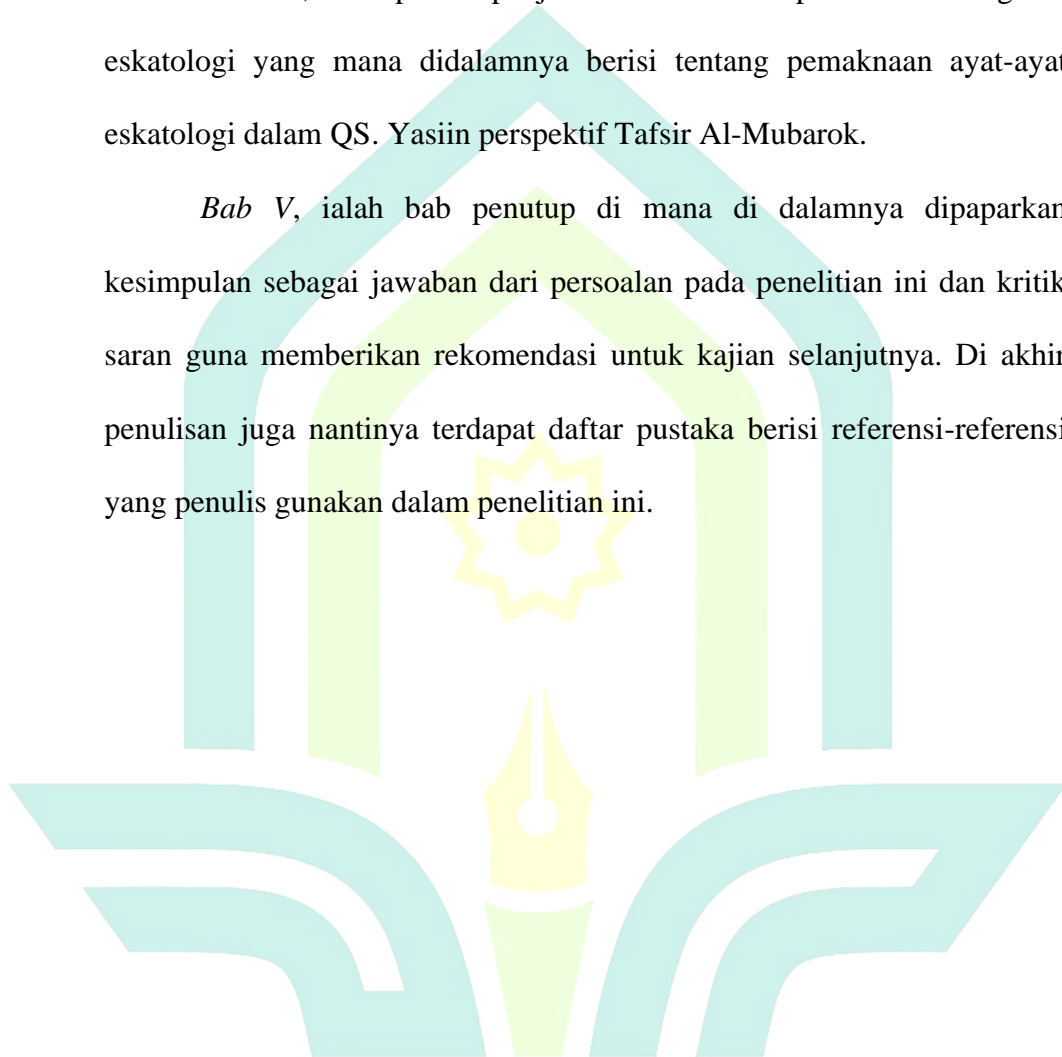 eskatologi yang mana didalamnya berisi tentang pemaknaan ayat-ayat
eskatologi dalam QS. Yasiin perspektif Tafsir Al-Mubarok.
Bab V, ialah bab penutup di mana di dalamnya dipaparkan
kesimpulan sebagai jawaban dari persoalan pada penelitian ini dan kritik
saran guna memberikan rekomendasi untuk kajian selanjutnya. Di akhir
penulisan juga nantinya terdapat daftar pustaka berisi referensi-referensi
yang penulis gunakan dalam penelitian ini.